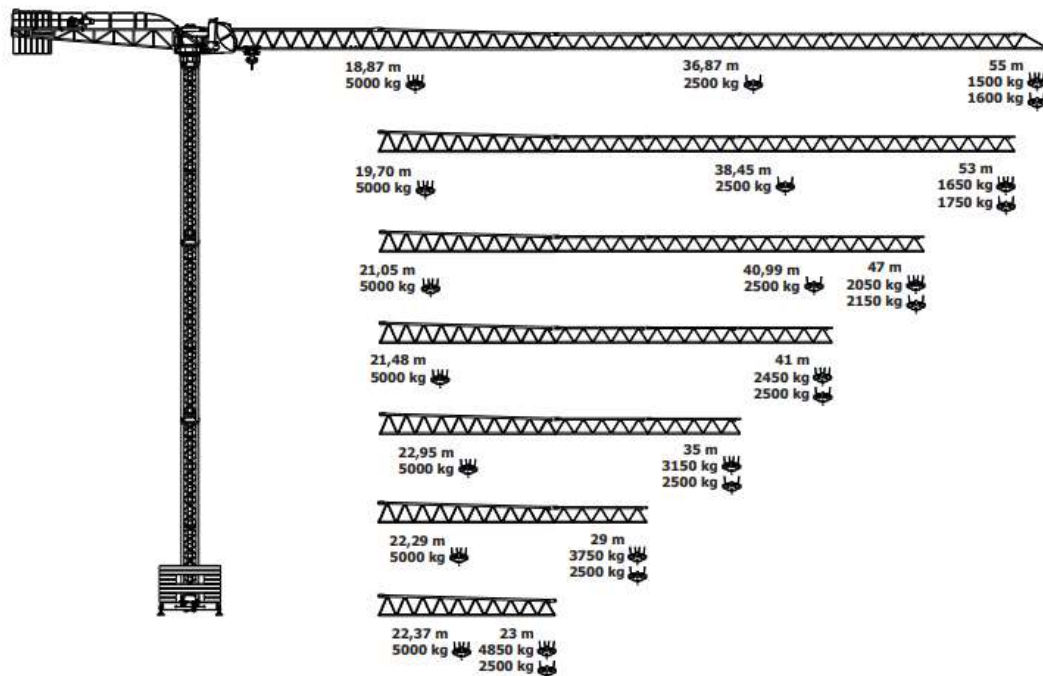 18,87 m
5000 kg
36,87 m
2500 kg
55 m
1500 kg
1600 kg
19,70 m
5000 kg
38,45 m
2500 kg
53 m
1650 kg
1750 kg
21,05 m
5000 kg
40,99 m
2500 kg
47 m
2050 kg
2150 kg
21,48 m
5000 kg
41 m
2450 kg
2500 kg
22,95 m
5000 kg
35 m
3150 kg
2500 kg
22,29 m
5000 kg
29 m
3750 kg
2500 kg
22,37 m
5000 kg
23 m
4850 kg
2500 kg